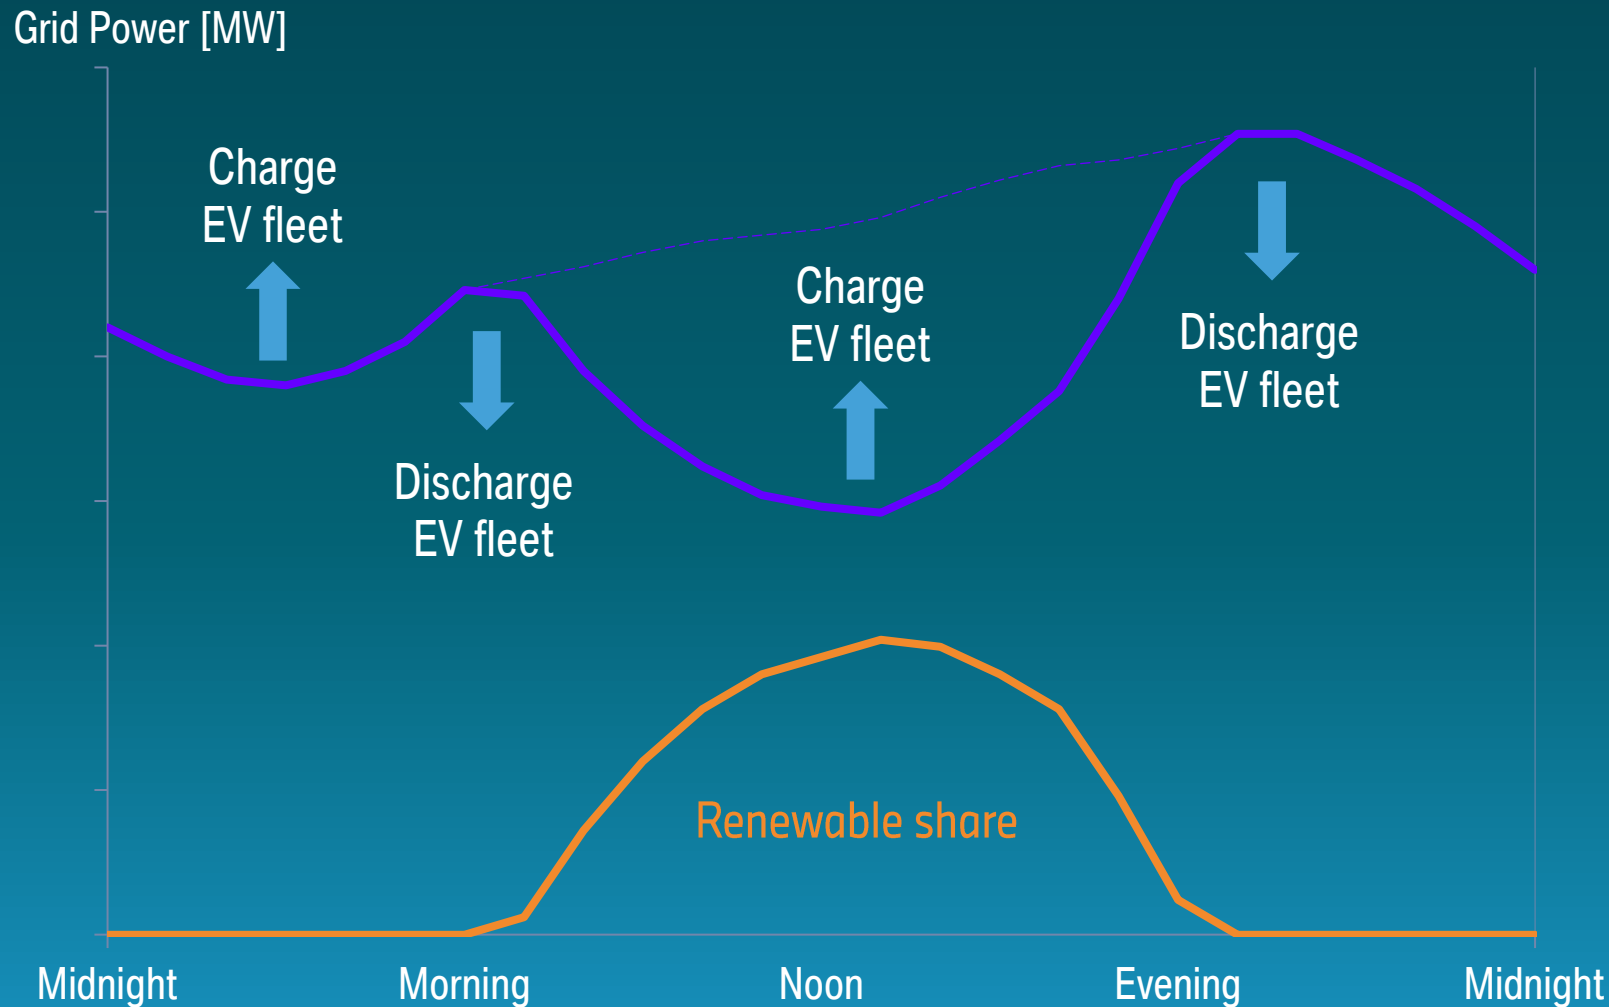 Grid Power [MW]
Charge
EV fleet
Discharge
EV fleet
Charge
EV fleet
Discharge
EV fleet
Renewable share
Midnight
Morning
Noon
Evening
Midnight